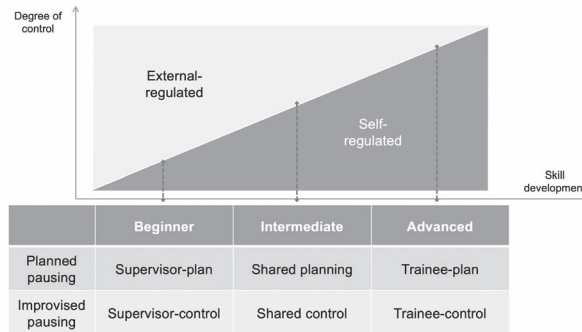 Degree of
control
External-
regulated
Self-
regulated
Skill
development
Beginner Intermediate Advanced
Planned
pausing
Supervisor-plan Shared planning Trainee-plan
Improvised
pausing
Supervisor-control Shared control Trainee-control